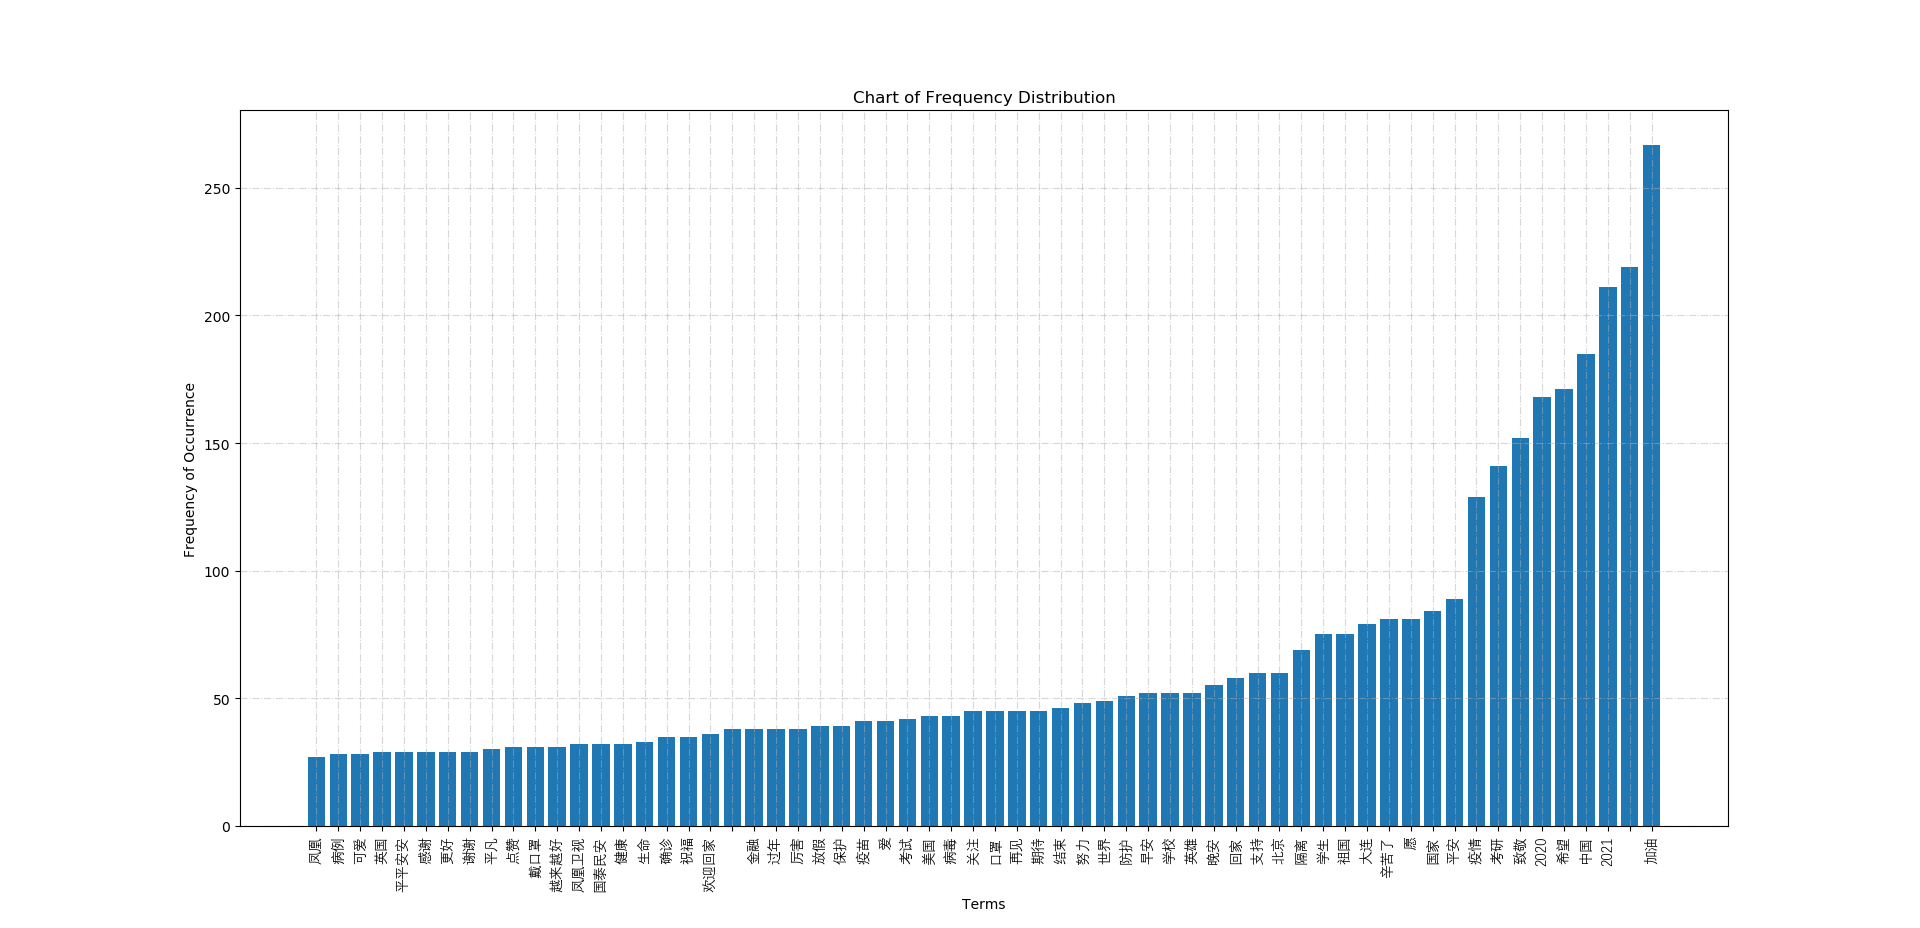 Chart of Frequency Distribution
Frequency of Occurrence
250
200
150
100
50
0
凤凰
病例
可爱
英国
平平安安
感谢
更好
谢谢
平凡
点赞
戴口罩
越来越好
凤凰卫视
国泰民安
健康
生命
确诊
祝福
欢迎回家
金融
过年
厉害
放假
保护
疫苗
爱
考试
美国
病毒
关注
口罩
再见
期待
结束
努力
世界
防护
早安
学校
英雄
晚安
回家
支持
北京
隔离
学生
祖国
大连
辛苦了
愿
国家
平安
疫情
考研
致敬
2020
希望
中国
2021
加油
Terms